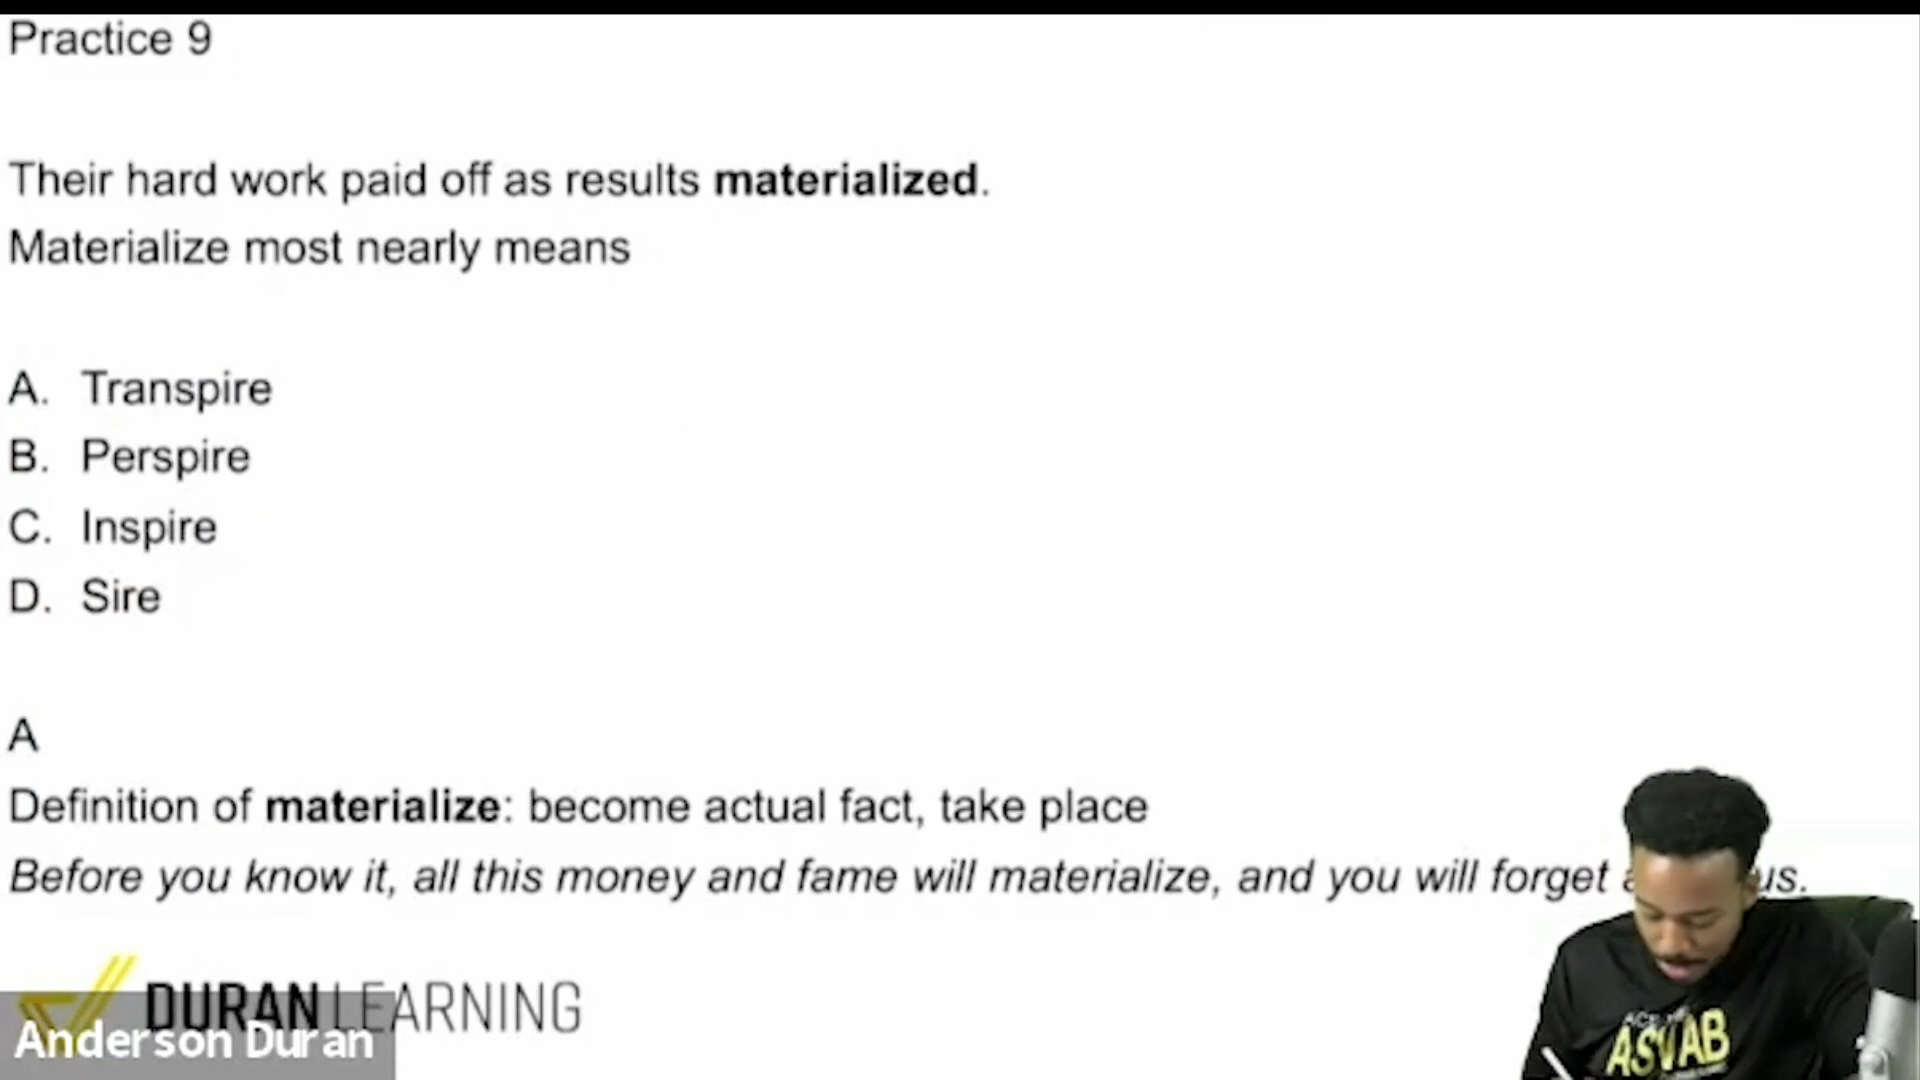 Practice 9
Their hard work paid off as results materialized.
Materialize most nearly means
A. Transpire
B. Perspire
C. Inspire
D. Sire
A
Definition of materialize: become actual fact, take place
Before you know it, all this money and fame will materialize, and you will forget us.
DURAN LEARNING
Anderson Duran
ASVAB